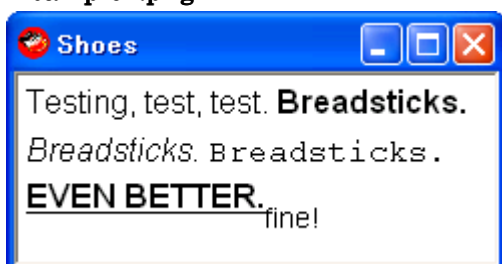 Shoes
Testing, test, test. Breadsticks.
Breadsticks. Breadsticks.
EVEN BETTER. fine!